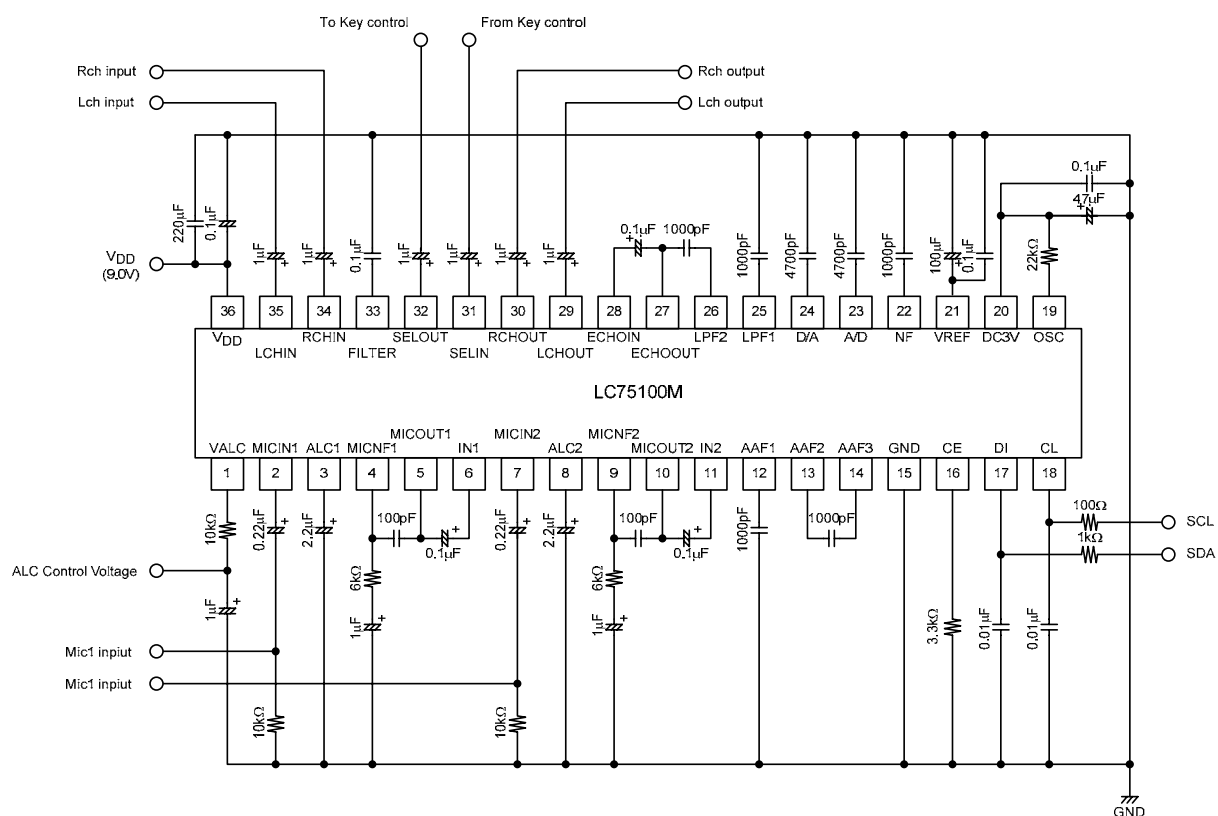 To Key control
From Key control
Rch input
Rch output
Lch input
Lch output
220μF
0.1μF
1μF
1μF
0.1μF
1μF
1μF
1μF
1μF
0.1μF
1000pF
1000pF
4700pF
4700pF
1000pF
100μF
0.1μF
0.1μF
47μF
22kΩ
VDD
(9.0V)
36
35
34
33
32
31
30
29
28
27
26
25
24
23
22
21
20
19
VDD
LCHIN
RCHIN
FILTER
SELOUT
SELIN
RCHOUT
LCHOUT
ECHOIN
ECHOOUT
LPF2
LPF1
D/A
A/D
NF
VREF
DC3V
OSC
LC75100M
VALC
MICIN1
ALC1
MICNF1
MICOUT1
IN1
MICIN2
ALC2
MICNF2
MICOUT2
IN2
AAF1
AAF2
AAF3
GND
CE
DI
CL
1
2
3
4
5
6
7
8
9
10
11
12
13
14
15
16
17
18
10kΩ
0.22μF
2.2μF
100pF
0.1μF
0.22μF
2.2μF
100pF
0.1μF
1000pF
1000pF
100Ω
SCL
1kΩ
SDA
ALC Control Voltage
6kΩ
6kΩ
1μF
1μF
1μF
3.3kΩ
0.01μF
0.01μF
Mic1 inpiut
Mic1 inpiut
10kΩ
10kΩ
GND